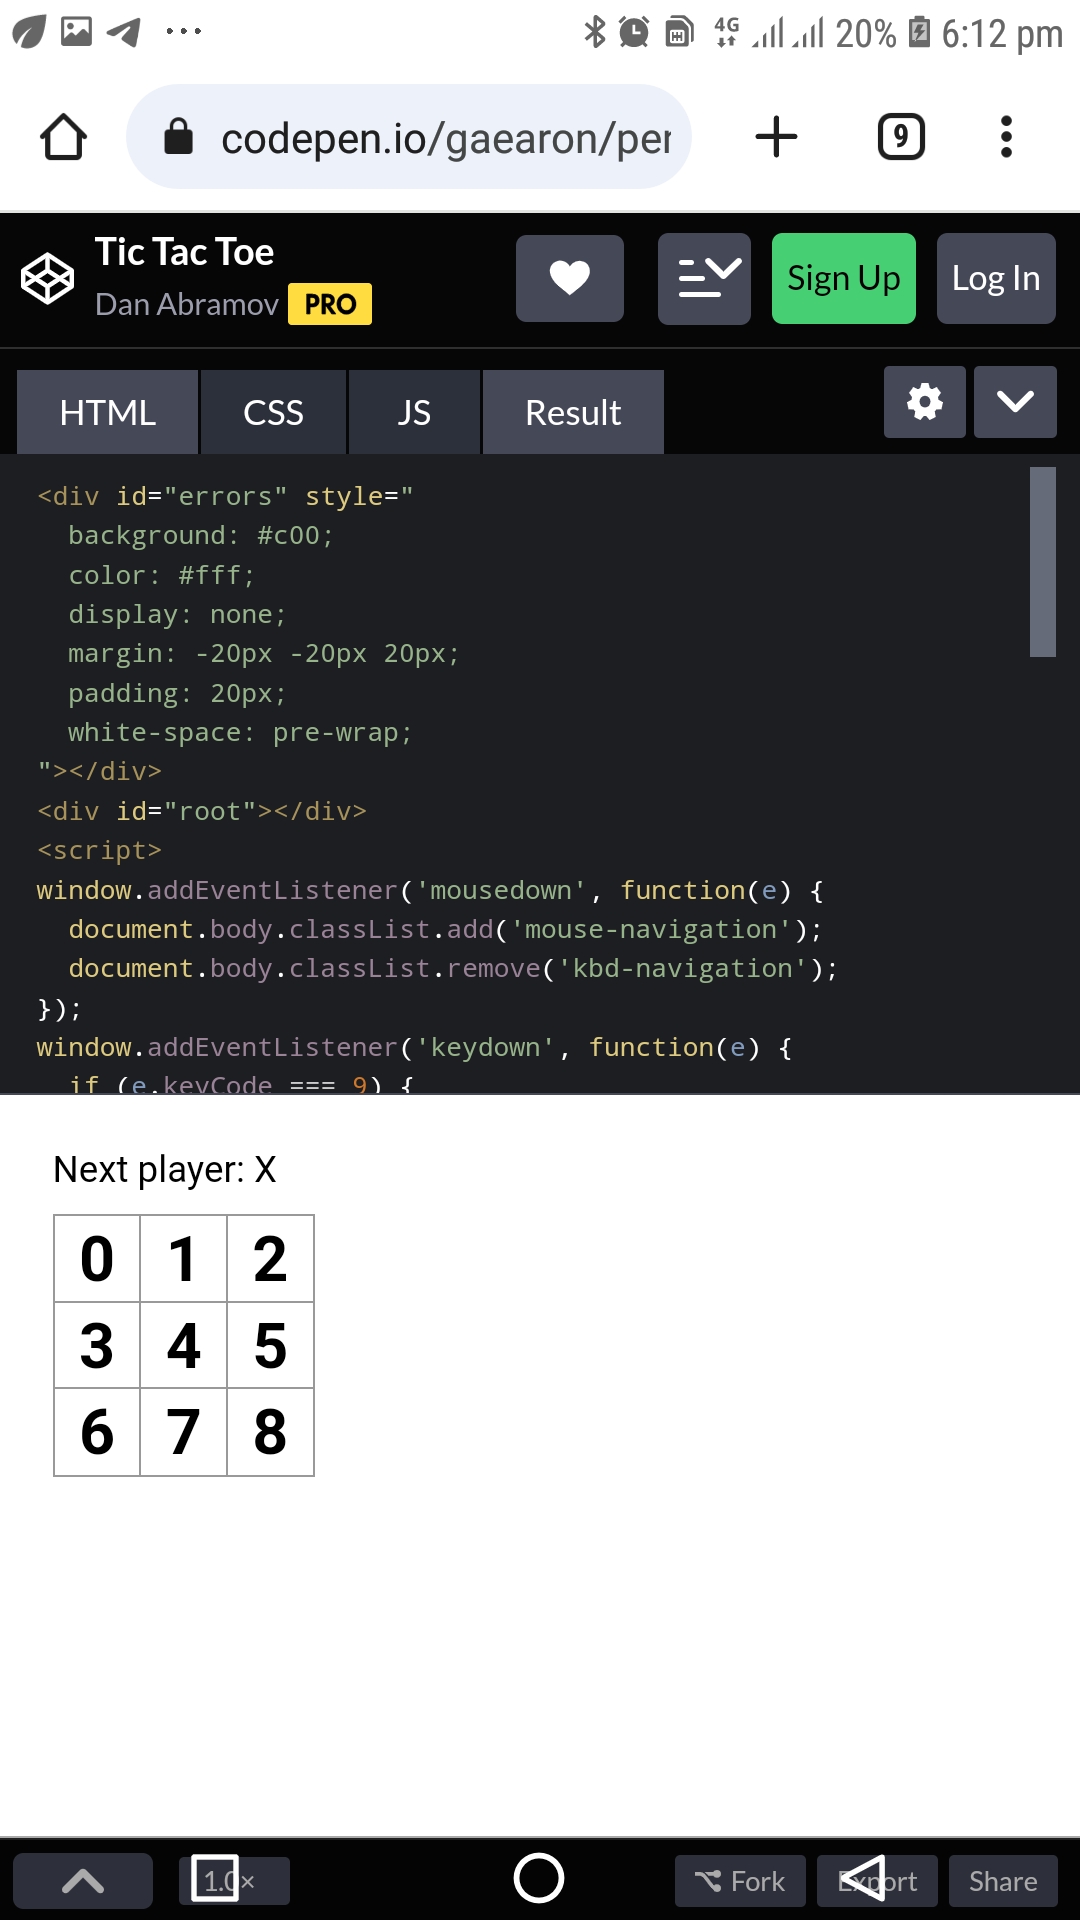 4G 20% 6:12 pm
codepen.io/gaearon/per
9
Tic Tac Toe
Dan Abramov PRO
Sign Up
Log In
HTML CSS JS Result
<div id="errors" style="
  background: #c00;
  color: #fff;
  display: none;
  margin: -20px -20px 20px;
  padding: 20px;
  white-space: pre-wrap;
"></div>
<div id="root"></div>
<script>
window.addEventListener('mousedown', function(e) {
  document.body.classList.add('mouse-navigation');
  document.body.classList.remove('kbd-navigation');
});
window.addEventListener('keydown', function(e) {
  if (e.keyCode === 9) {
Next player: X
0 1 2
3 4 5
6 7 8
1.0× Fork Export Share